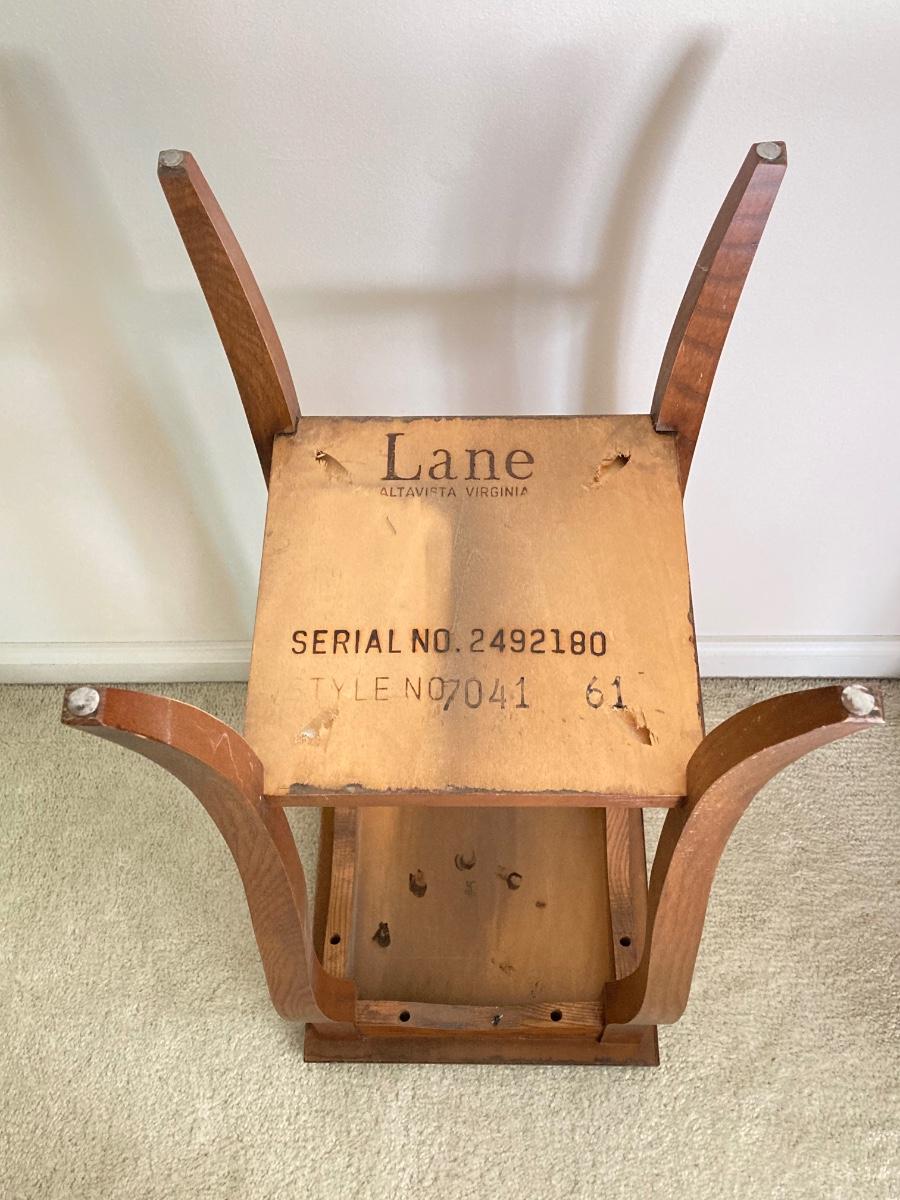 Lane
ALTAVISTA VIRGINIA
SERIAL NO. 2492180
STYLE NO 7041 61